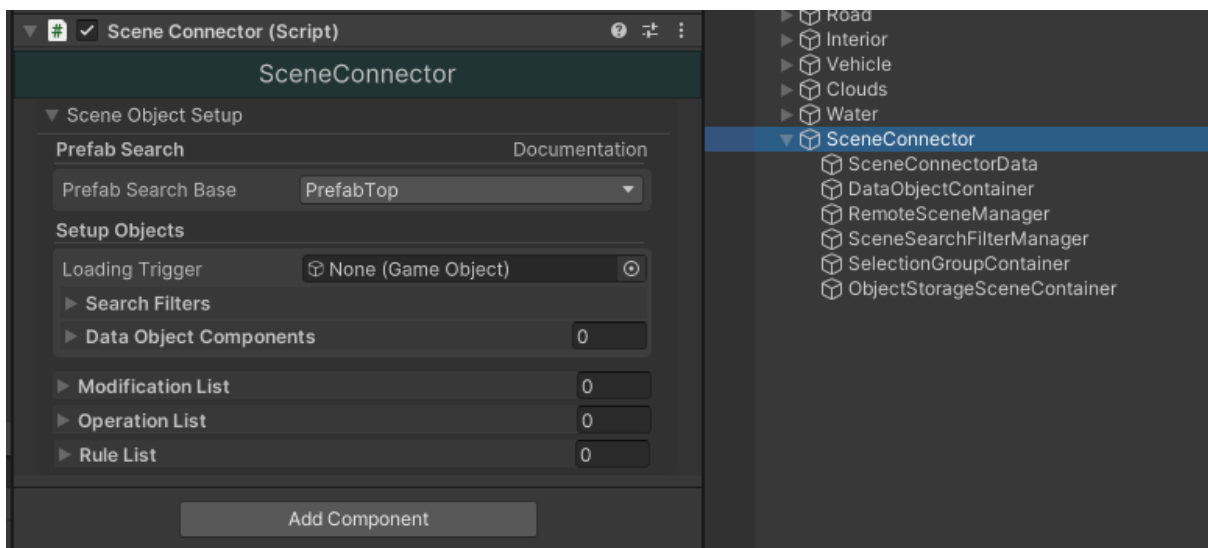 Scene Connector (Script)
SceneConnector
Scene Object Setup
Prefab Search Documentation
Prefab Search Base PrefabTop
Setup Objects
Loading Trigger None (Game Object)
Search Filters
Data Object Components 0
Modification List 0
Operation List 0
Rule List 0
Add Component
Road
Interior
Vehicle
Clouds
Water
SceneConnector
SceneConnectorData
DataObjectContainer
RemoteSceneManager
SceneSearchFilterManager
SelectionGroupContainer
ObjectStorageSceneContainer